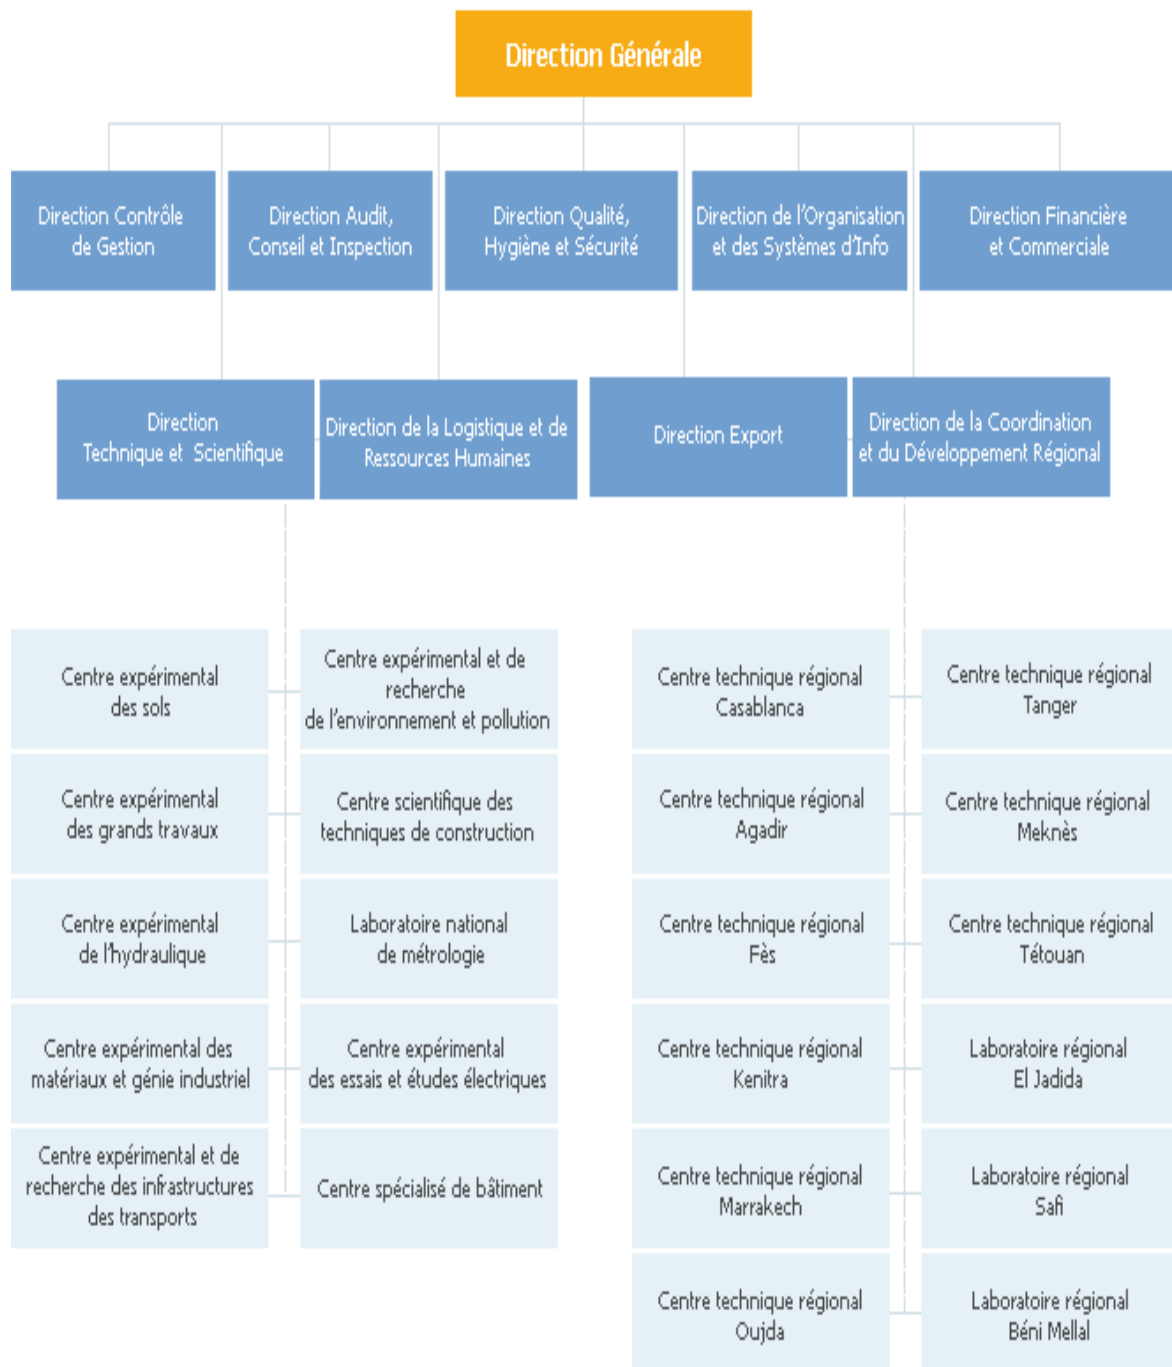 Direction Générale
Direction Contrôle
de Gestion
Direction Audit,
Conseil et Inspection
Direction Qualité,
Hygiène et Sécurité
Direction de l'Organisation
et des Systèmes d'Info
Direction Financière
et Commerciale
Direction
Technique et Scientifique
Direction de la Logistique et de
Ressources Humaines
Direction Export
Direction de la Coordination
et du Développement Régional
Centre expérimental
des sols
Centre expérimental et de
recherche
de l'environnement et pollution
Centre expérimental
des grands travaux
Centre scientifique des
techniques de construction
Centre expérimental
de l'hydraulique
Laboratoire national
de métrologie
Centre expérimental des
matériaux et génie industriel
Centre expérimental
des essais et études électriques
Centre expérimental et de
recherche des infrastructures
des transports
Centre spécialisé de bâtiment
Centre technique régional
Casablanca
Centre technique régional
Tanger
Centre technique régional
Agadir
Centre technique régional
Meknès
Centre technique régional
Fès
Centre technique régional
Tétouan
Centre technique régional
Kenitra
Laboratoire régional
El Jadida
Centre technique régional
Marrakech
Laboratoire régional
Safi
Centre technique régional
Oujda
Laboratoire régional
Béni Mellal